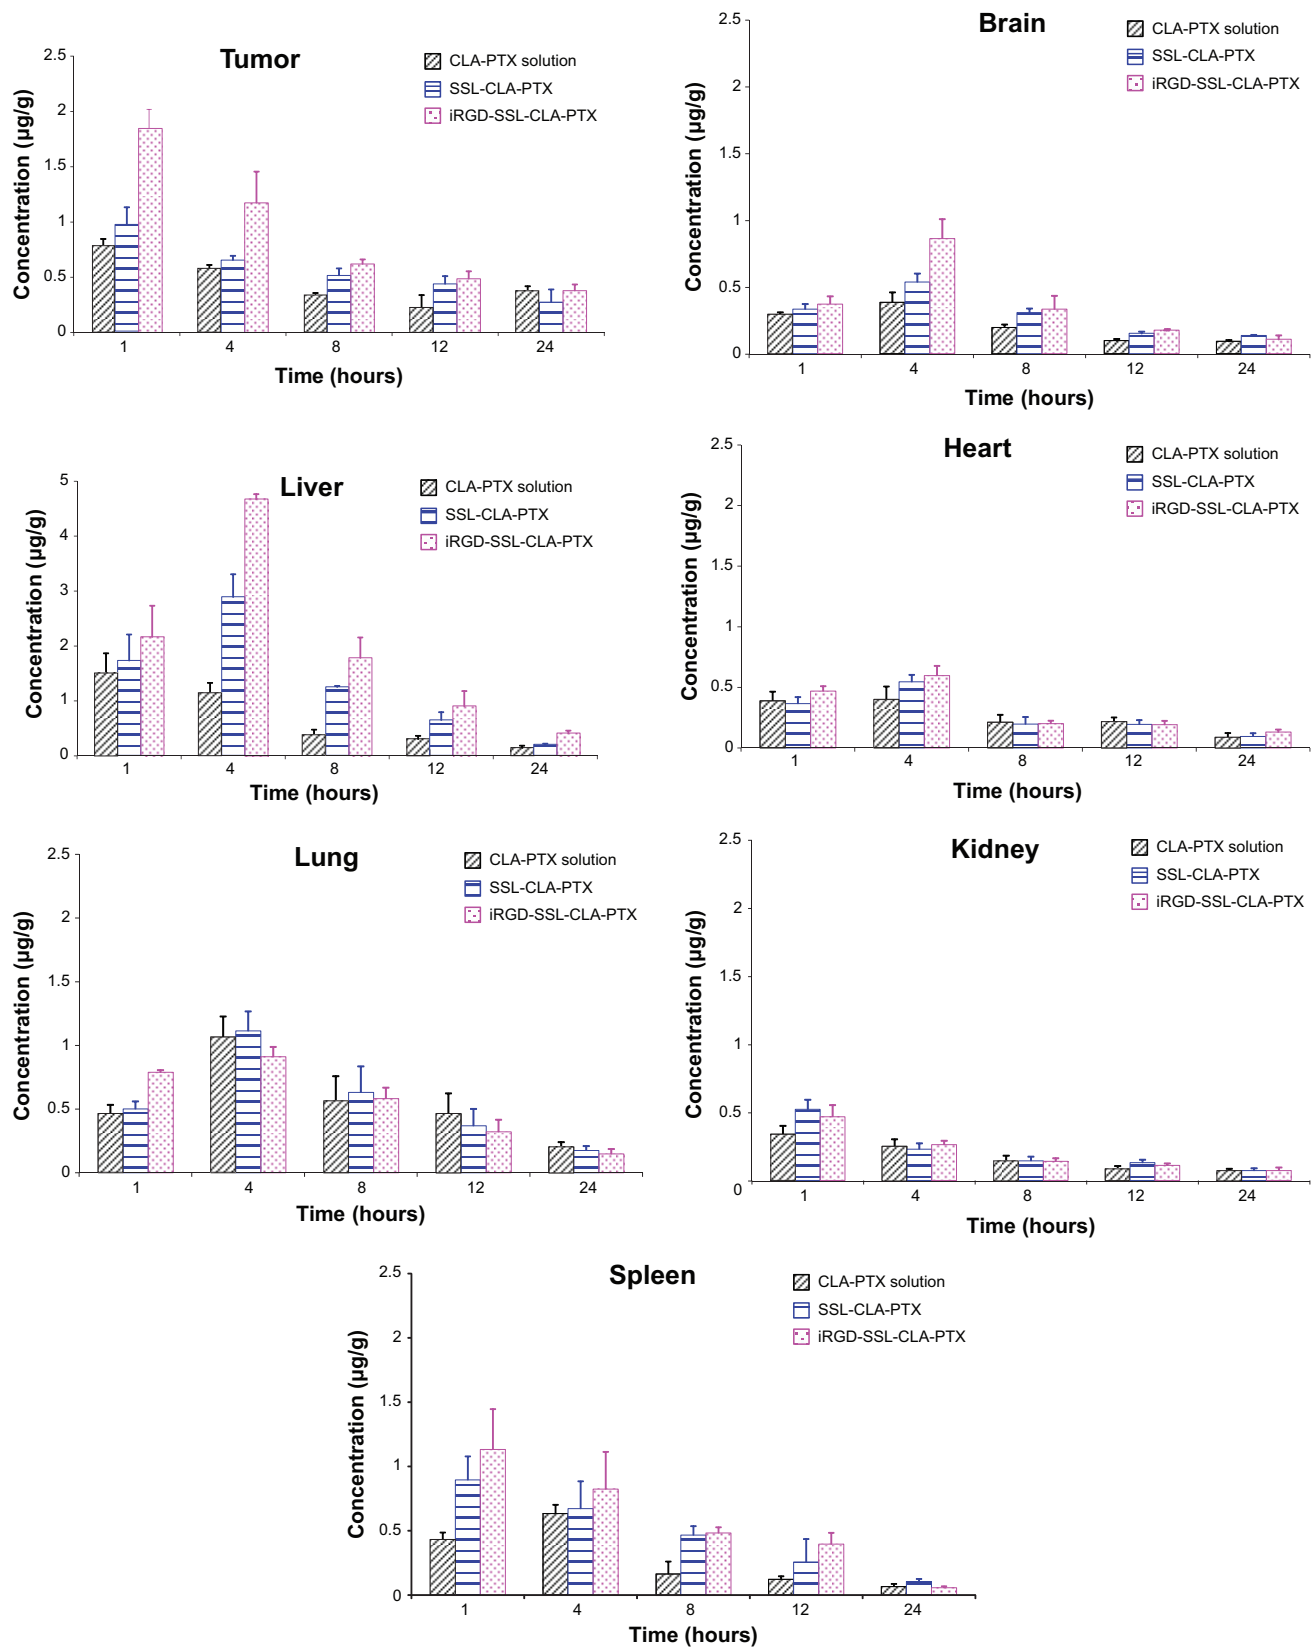 Tumor
CLA-PTX solution
SSL-CLA-PTX
iRGD-SSL-CLA-PTX
Concentration (µg/g)
2.5
2
1.5
1
0.5
0
1 4 8 12 24
Time (hours)
Brain
CLA-PTX solution
SSL-CLA-PTX
iRGD-SSL-CLA-PTX
Concentration (µg/g)
2.5
2
1.5
1
0.5
0
1 4 8 12 24
Time (hours)
Liver
CLA-PTX solution
SSL-CLA-PTX
iRGD-SSL-CLA-PTX
Concentration (µg/g)
5
4
3
2
1
0
1 4 8 12 24
Time (hours)
Heart
CLA-PTX solution
SSL-CLA-PTX
iRGD-SSL-CLA-PTX
Concentration (µg/g)
2.5
2
1.5
1
0.5
0
1 4 8 12 24
Time (hours)
Lung
CLA-PTX solution
SSL-CLA-PTX
iRGD-SSL-CLA-PTX
Concentration (µg/g)
2.5
2
1.5
1
0.5
0
1 4 8 12 24
Time (hours)
Kidney
CLA-PTX solution
SSL-CLA-PTX
iRGD-SSL-CLA-PTX
Concentration (µg/g)
2.5
2
1.5
1
0.5
0
1 4 8 12 24
Time (hours)
Spleen
CLA-PTX solution
SSL-CLA-PTX
iRGD-SSL-CLA-PTX
Concentration (µg/g)
2.5
2
1.5
1
0.5
0
1 4 8 12 24
Time (hours)